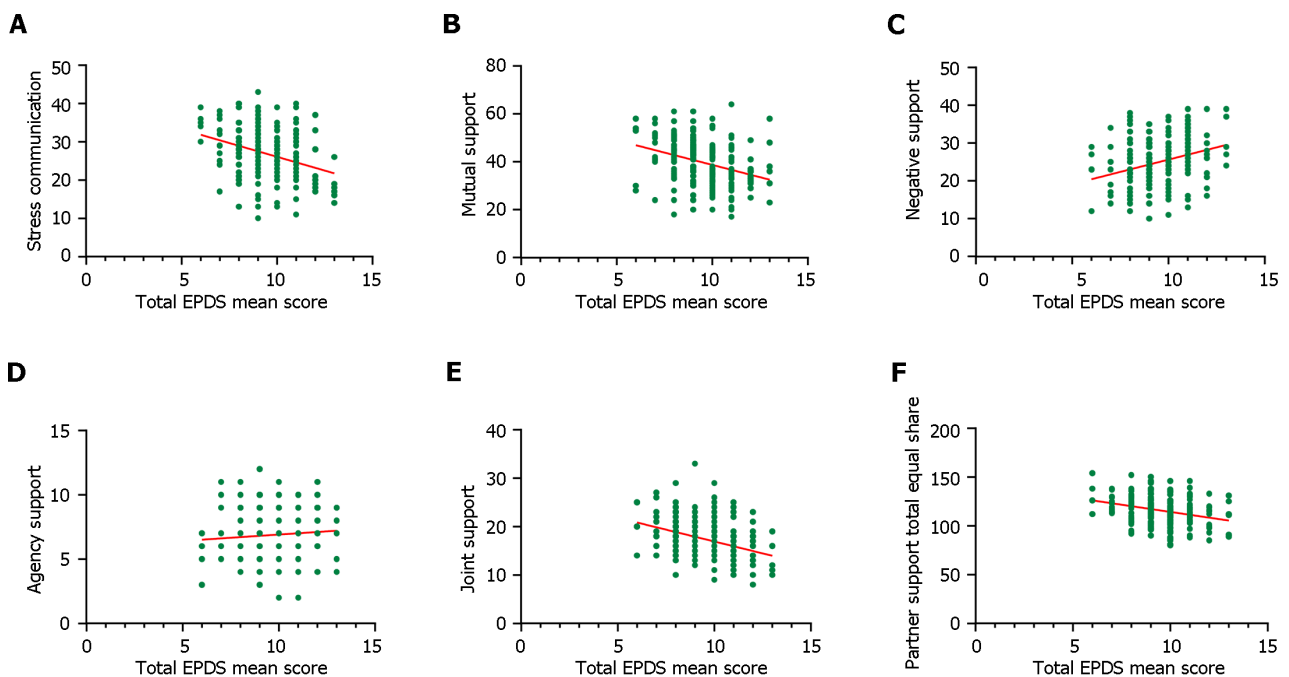 A
Stress communication
50
40
30
20
10
0
0 5 10 15
Total EPDS mean score
B
Mutual support
80
60
40
20
0
0 5 10 15
Total EPDS mean score
C
Negative support
50
40
30
20
10
0
0 5 10 15
Total EPDS mean score
D
Agency support
15
10
5
0
0 5 10 15
Total EPDS mean score
E
Joint support
40
30
20
10
0
0 5 10 15
Total EPDS mean score
F
Partner support total equal share
200
150
100
50
0
0 5 10 15
Total EPDS mean score